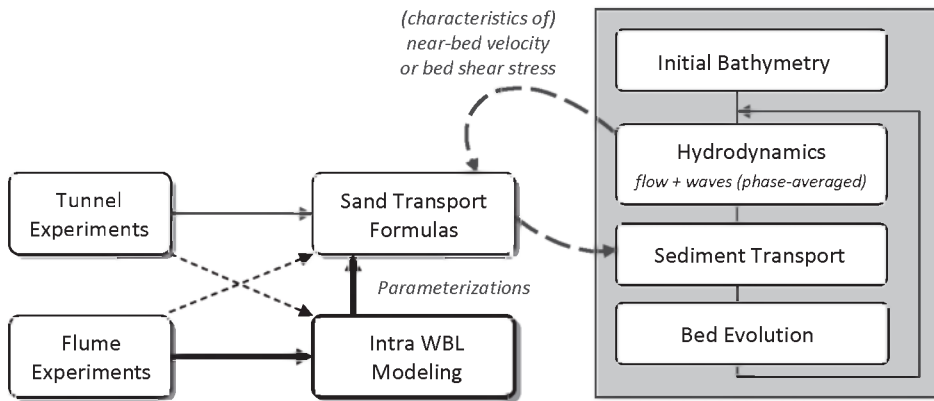 (characteristics of)
near-bed velocity
or bed shear stress
Initial Bathymetry
Hydrodynamics
flow + waves (phase-averaged)
Sediment Transport
Bed Evolution
Tunnel
Experiments
Sand Transport
Formulas
Parameterizations
Flume
Experiments
Intra WBL
Modeling